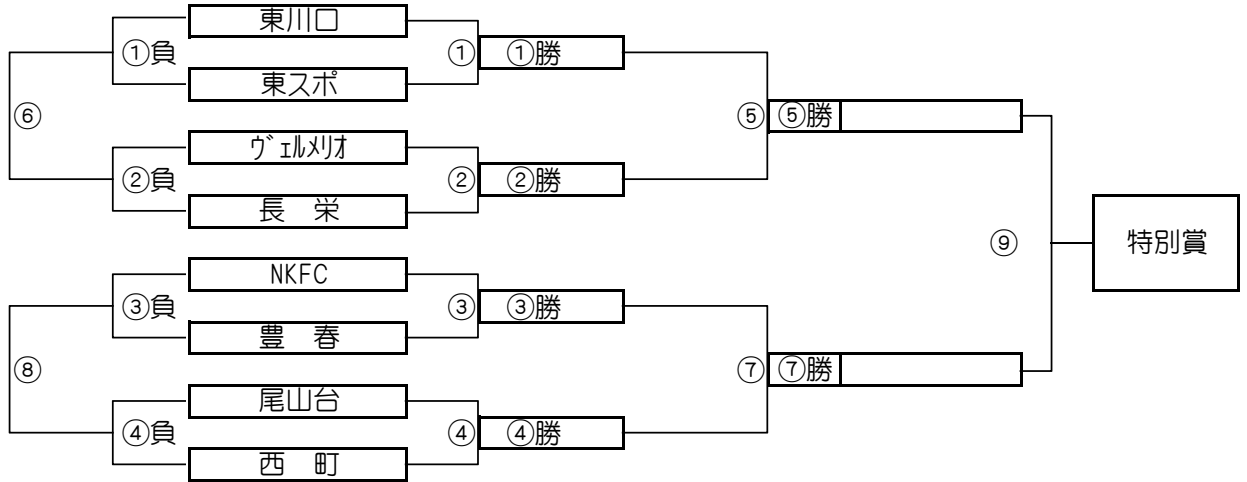 東川口
①負 ① ①勝
東スポ
⑥ ⑤ ⑤勝
ヴェルメリオ
②負 ② ②勝
長 栄
⑨ 特別賞
NKFC
③負 ③ ③勝
豊 春
⑧ ⑦ ⑦勝
尾山台
④負 ④ ④勝
西 町